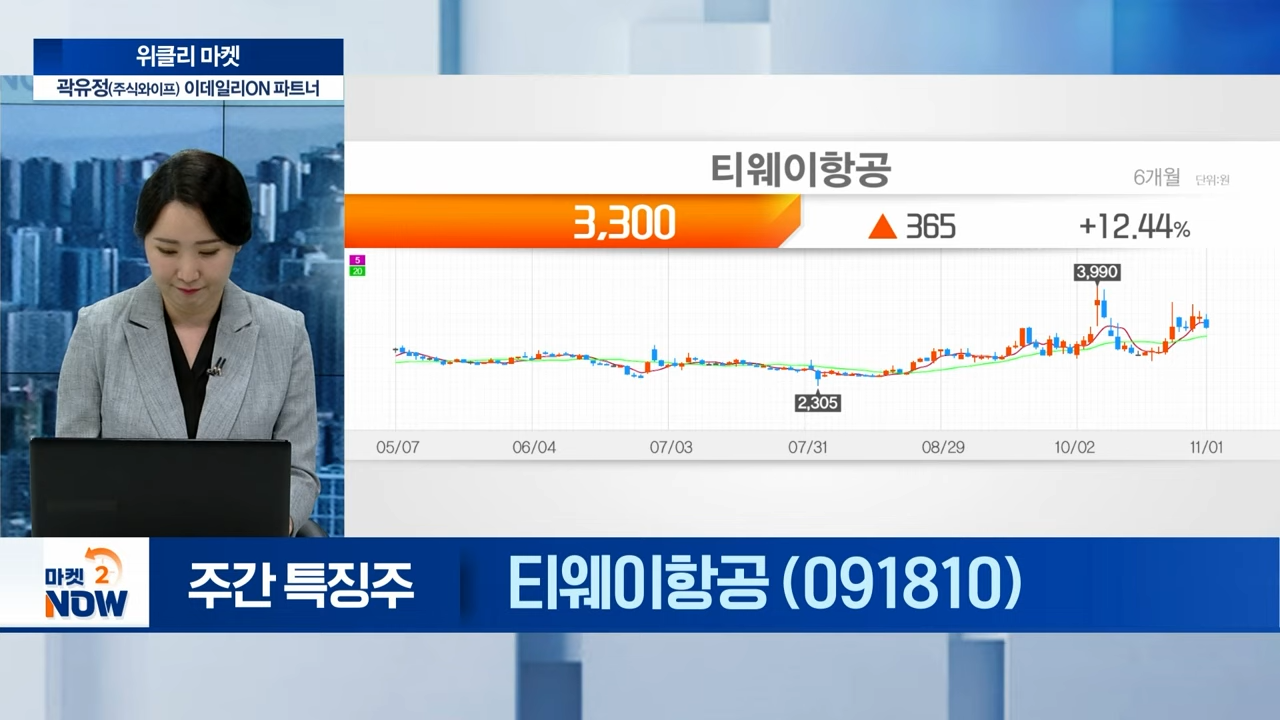 위클리 마켓
곽유정(주식와이프) 이데일리ON 파트너
티웨이항공
6개월 단위:원
3,300 ▲ 365 +12.44%
5
20
3,990
2,305
05/07 06/04 07/03 07/31 08/29 10/02 11/01
마켓 2
NOW
주간 특징주 티웨이항공 (091810)